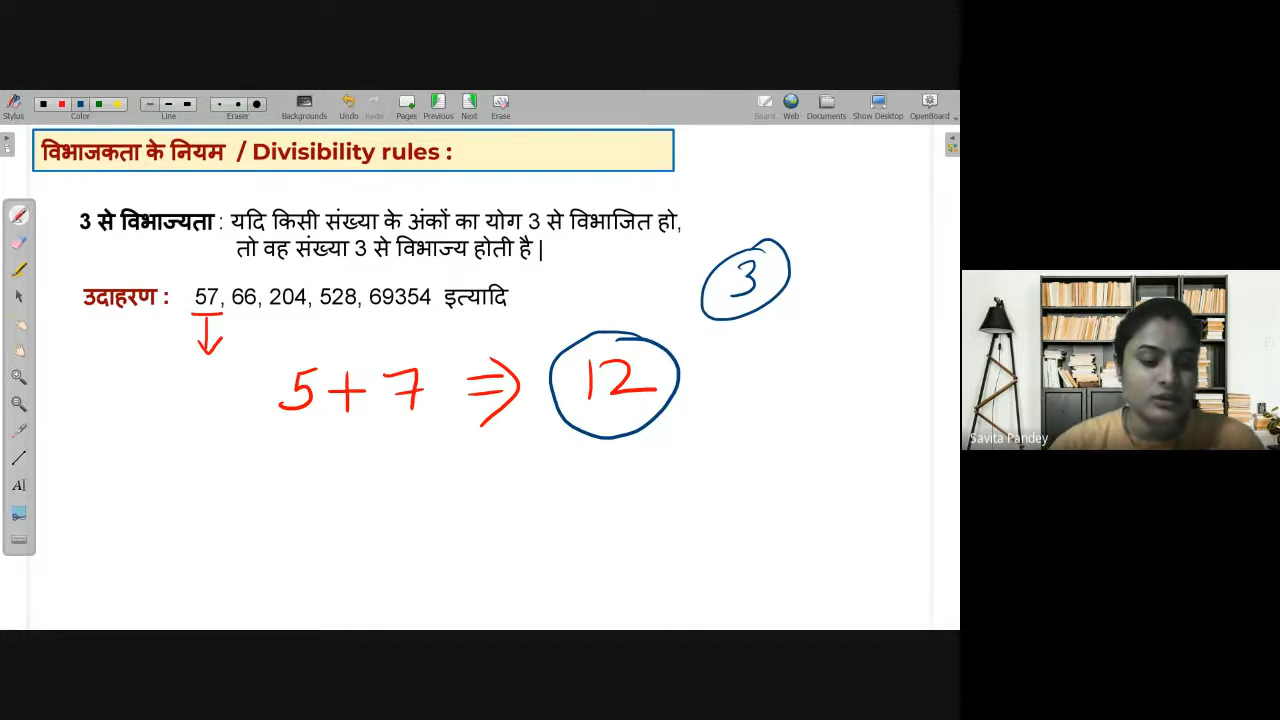 Stylus
Color
Line
Eraser
Backgrounds
Undo
Redo
Pages
Previous
Next
Erase
Board
Web
Documents
Show Desktop
OpenBoard
विभाजकता के नियम / Divisibility rules :
3 से विभाज्यता : यदि किसी संख्या के अंकों का योग 3 से विभाजित हो,
तो वह संख्या 3 से विभाज्य होती है |
3
उदाहरण : 57, 66, 204, 528, 69354 इत्यादि
5 + 7 ⇒ 12
AI
Savita Pandey